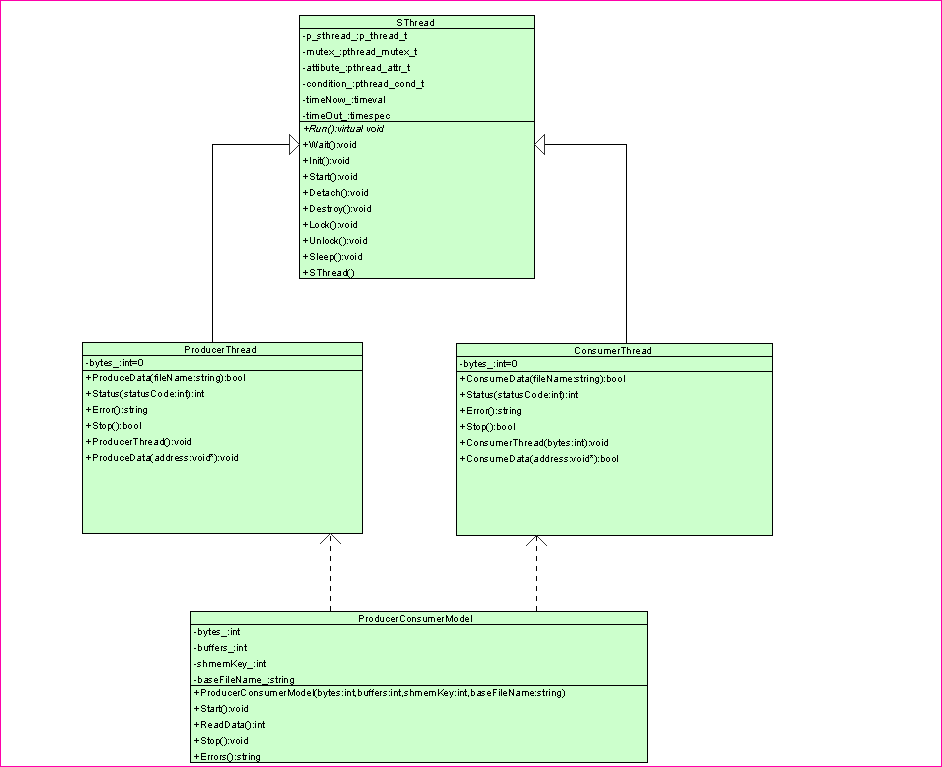 SThread
-p_sthread_:p_thread_t
-mutex_:pthread_mutex_t
-attibute_:pthread_attr_t
-condition_:pthread_cond_t
-timeNow_:timeval
-timeOut_:timespec
+Run():virtual void
+Wait():void
+Init():void
+Start():void
+Detach():void
+Destroy():void
+Lock():void
+Unlock():void
+Sleep():void
+SThread()
ProducerThread
-bytes_:int=0
+ProduceData(fileName:string):bool
+Status(statusCode:int):int
+Error():string
+Stop():bool
+ProducerThread():void
+ProduceData(address:void*):void
ConsumerThread
-bytes_:int=0
+ConsumeData(fileName:string):bool
+Status(statusCode:int):int
+Error():string
+Stop():bool
+ConsumerThread(bytes:int):void
+ConsumeData(address:void*):bool
ProducerConsumerModel
-bytes_:int
-buffers_:int
-shmemKey_:int
-baseFileName_:string
+ProducerConsumerModel(bytes:int,buffers:int,shmemKey:int,baseFileName:string)
+Start():void
+ReadData():int
+Stop():void
+Errors():string